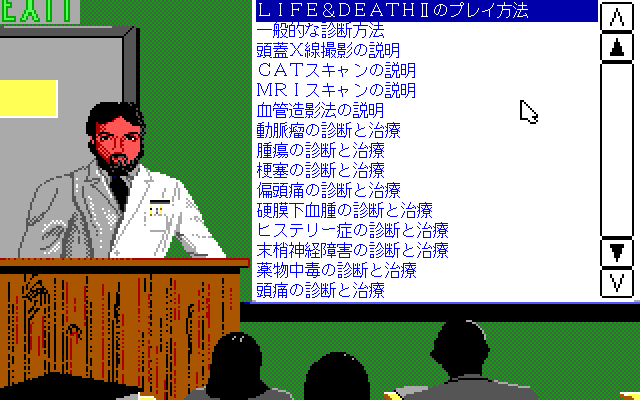 EXIT
LIFE&DEATHⅡのプレイ方法
一般的な診断方法
頭蓋X線撮影の説明
CATスキャンの説明
MRIスキャンの説明
血管造影法の説明
動脈瘤の診断と治療
腫瘍の診断と治療
梗塞の診断と治療
偏頭痛の診断と治療
硬膜下血腫の診断と治療
ヒステリー症の診断と治療
末梢神経障害の診断と治療
薬物中毒の診断と治療
頭痛の診断と治療